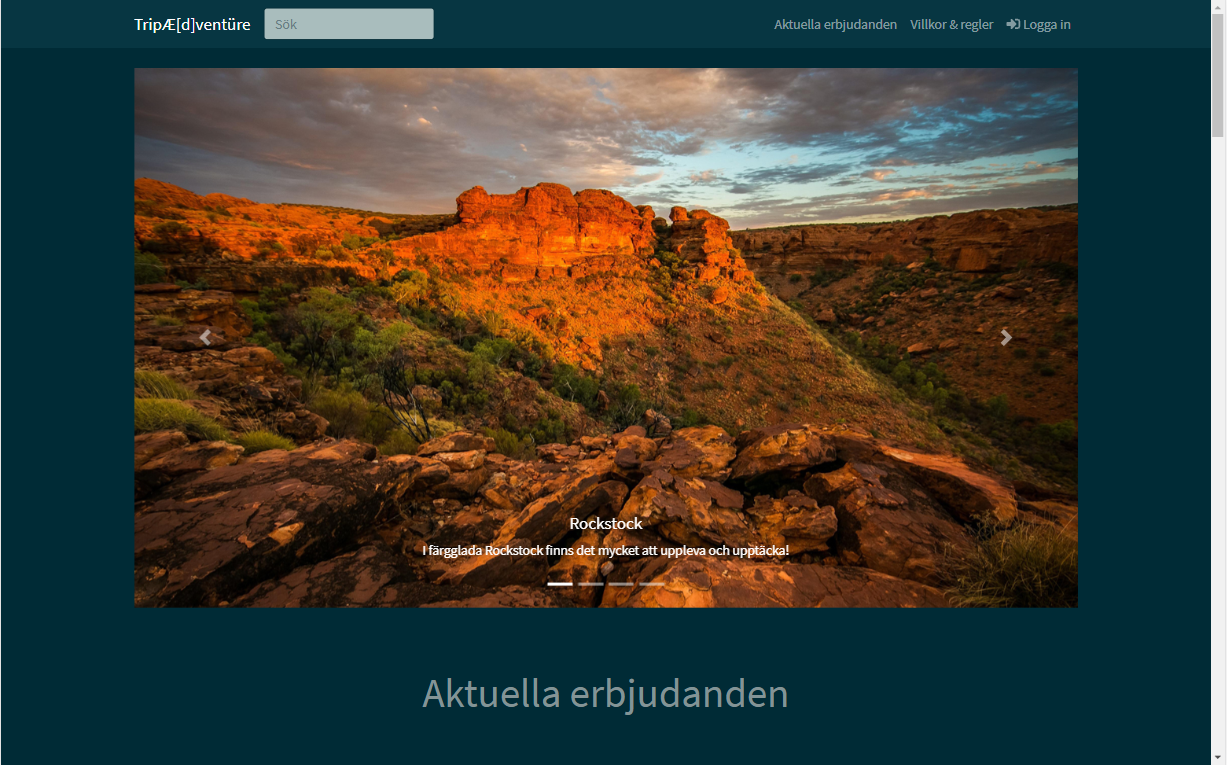 TripÆ[d]ventüre
Sök
Aktuella erbjudanden
Villkor & regler
Logga in
Rockstock
I färgglada Rockstock finns det mycket att uppleva och upptäcka!
Aktuella erbjudanden